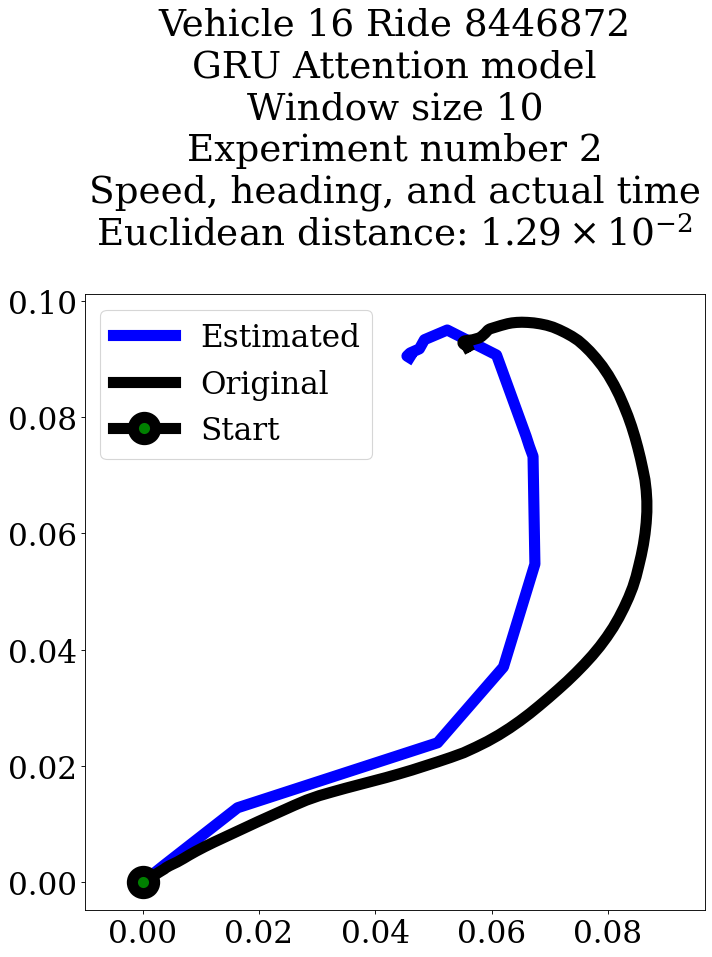 Vehicle 16 Ride 8446872
GRU Attention model
Window size 10
Experiment number 2
Speed, heading, and actual time
Euclidean distance: 1.29 × 10⁻²
0.10
0.08
0.06
0.04
0.02
0.00
Estimated
Original
Start
0.00 0.02 0.04 0.06 0.08